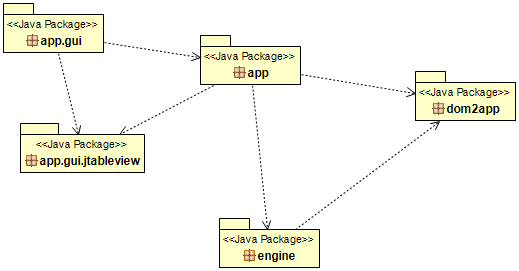 <<Java Package>>
app.gui
<<Java Package>>
app
<<Java Package>>
dom2app
<<Java Package>>
app.gui.jtableview
<<Java Package>>
engine